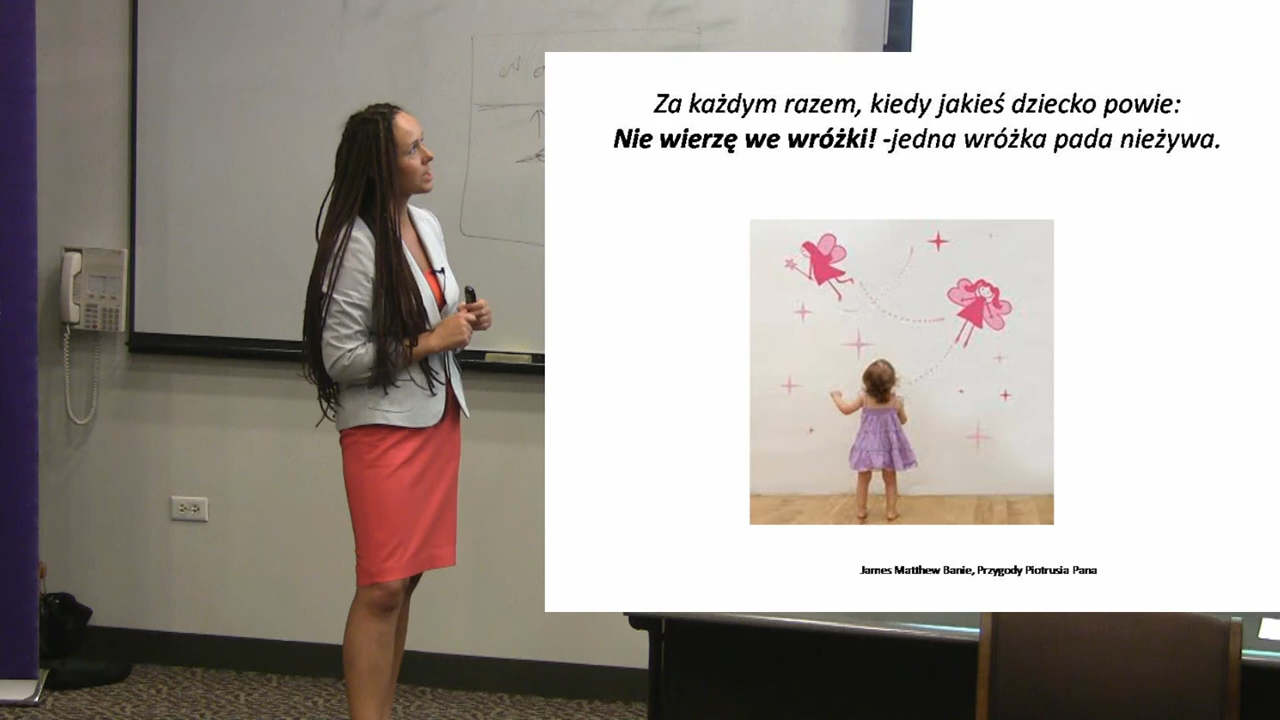 Za każdym razem, kiedy jakieś dziecko powie:
Nie wierzę we wróżki! -jedna wróżka pada nieżywa.
James Matthew Barrie, Przygody Piotrusia Pana